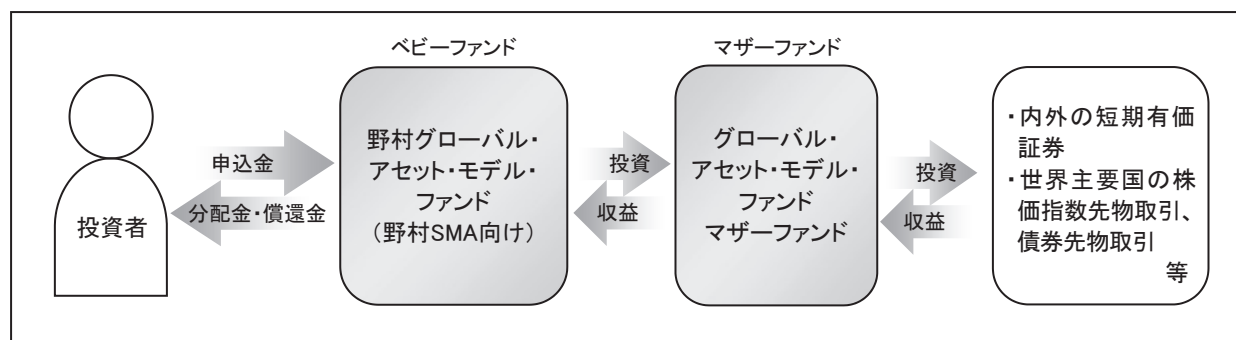 ベビーファンド
マザーファンド
投資者
申込金
分配金・償還金
野村グローバル・
アセット・モデル・
ファンド
（野村SMA向け）
投資
収益
グローバル・
アセット・モデル・
ファンド
マザーファンド
投資
収益
・内外の短期有価
証券
・世界主要国の株
価指数先物取引、
債券先物取引
等